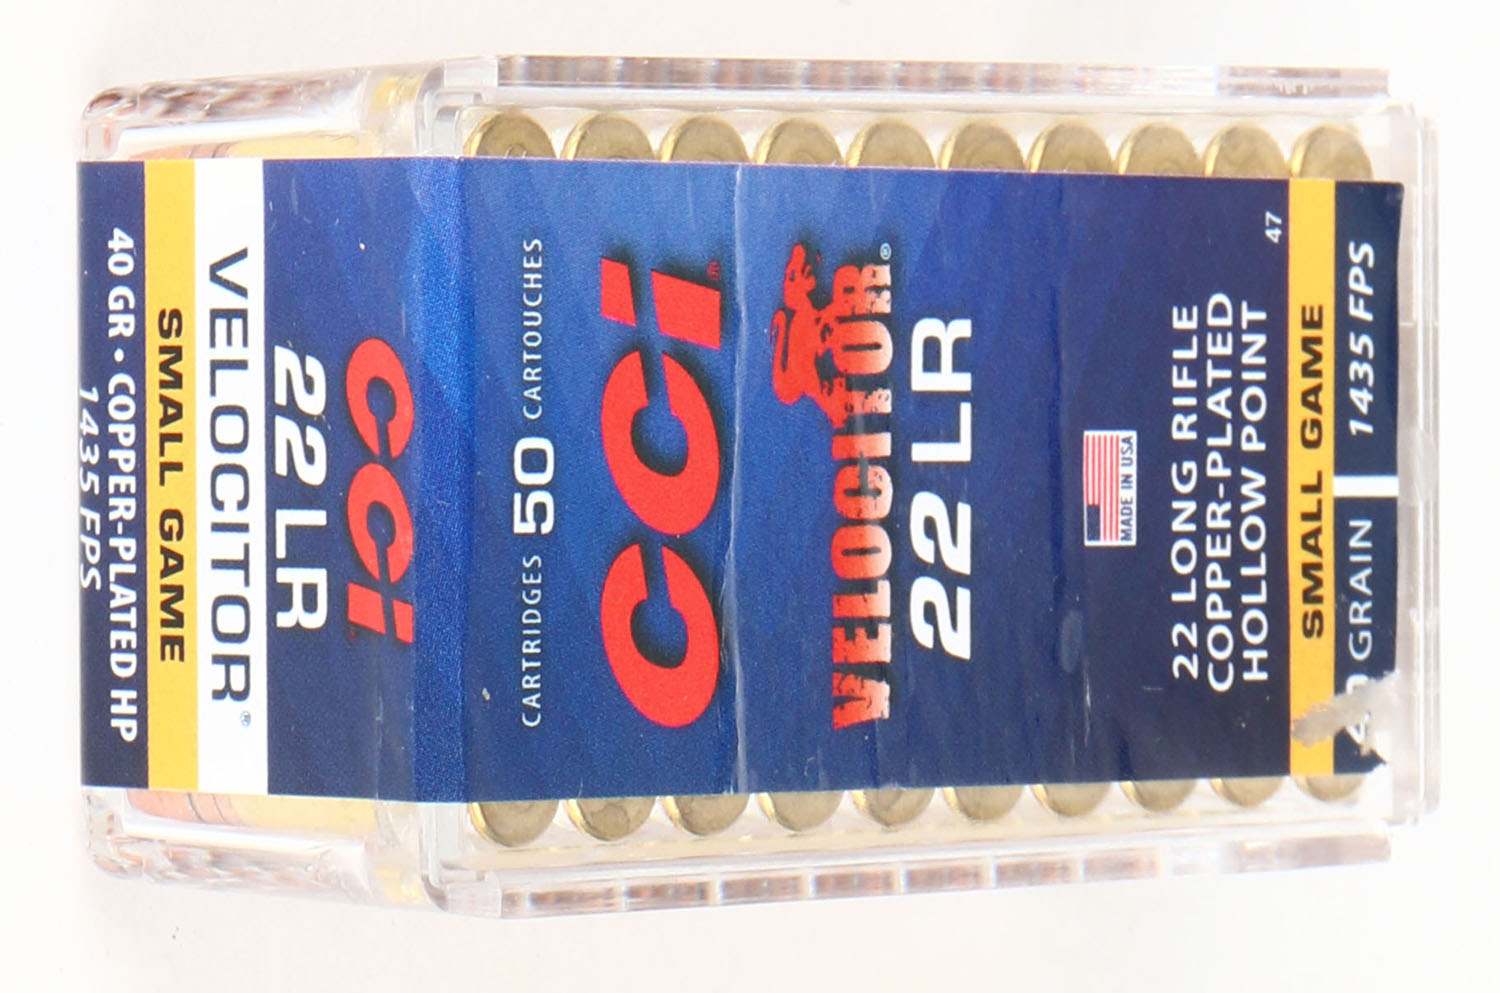 CARTRIDGES 50 CARTOUCHES
CCI®
VELOCITOR®
22 LR
MADE IN USA
22 LONG RIFLE
COPPER-PLATED
HOLLOW POINT
47
SMALL GAME
GRAIN 1435 FPS
CCI
22 LR
VELOCITOR®
SMALL GAME
40 GR • COPPER-PLATED HP
1435 FPS